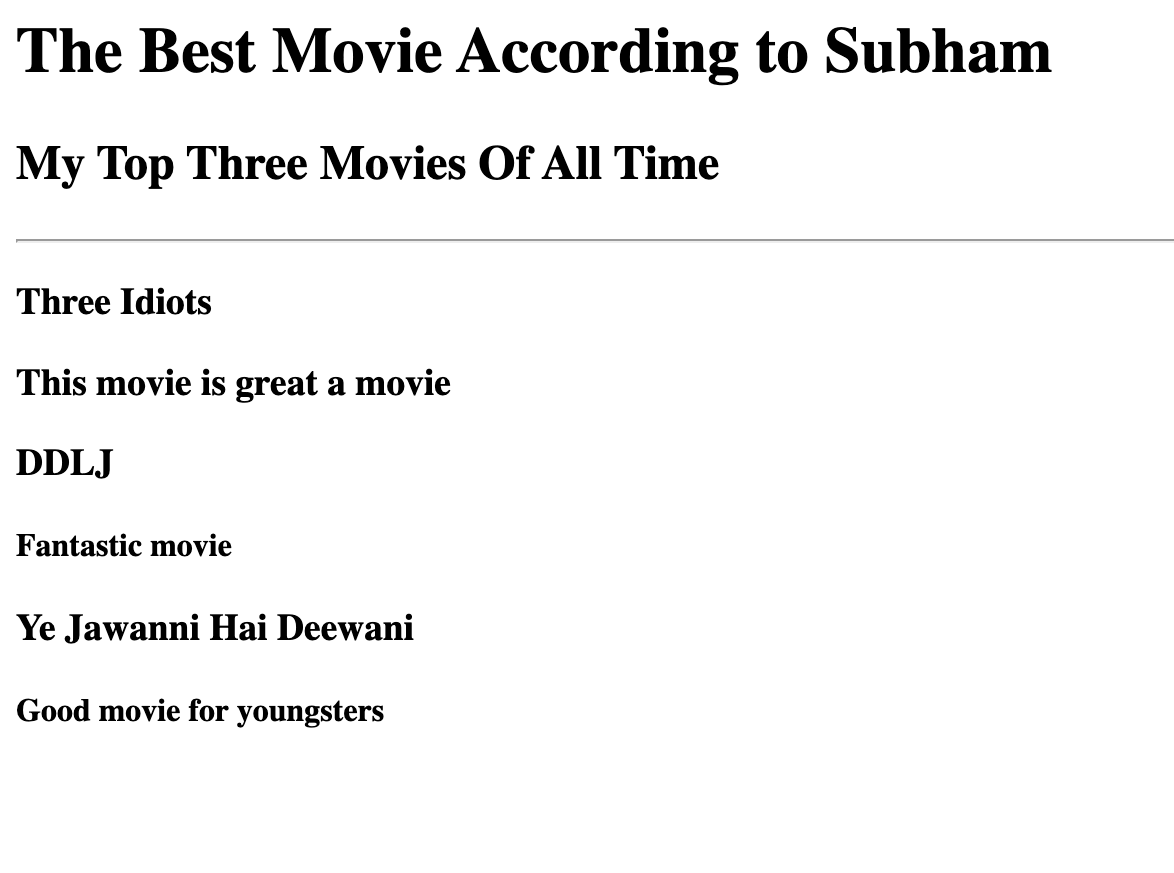 The Best Movie According to Subham
My Top Three Movies Of All Time
Three Idiots
This movie is great a movie
DDLJ
Fantastic movie
Ye Jawanni Hai Deewani
Good movie for youngsters